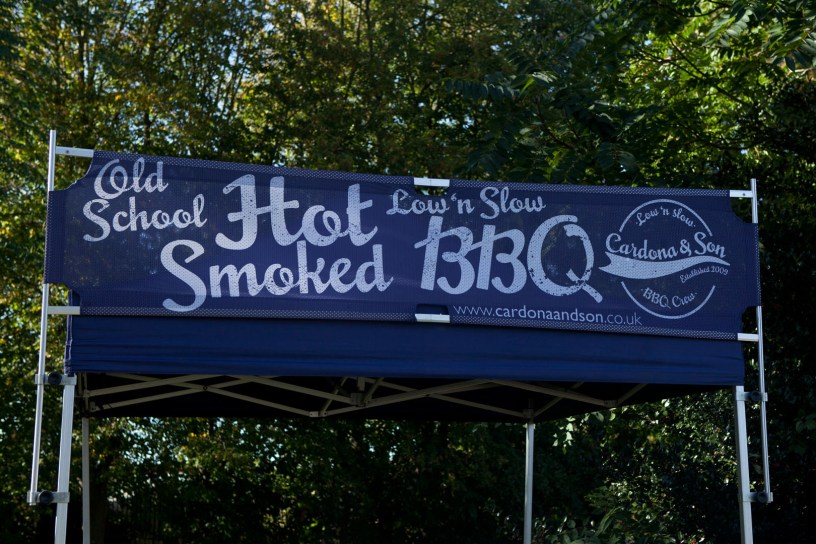 Old
School
Hot
Smoked
Low 'n Slow
BBQ
www.cardonaandson.co.uk
Low 'n slow
Cardona & Son
Established 2009
BBQ Crew